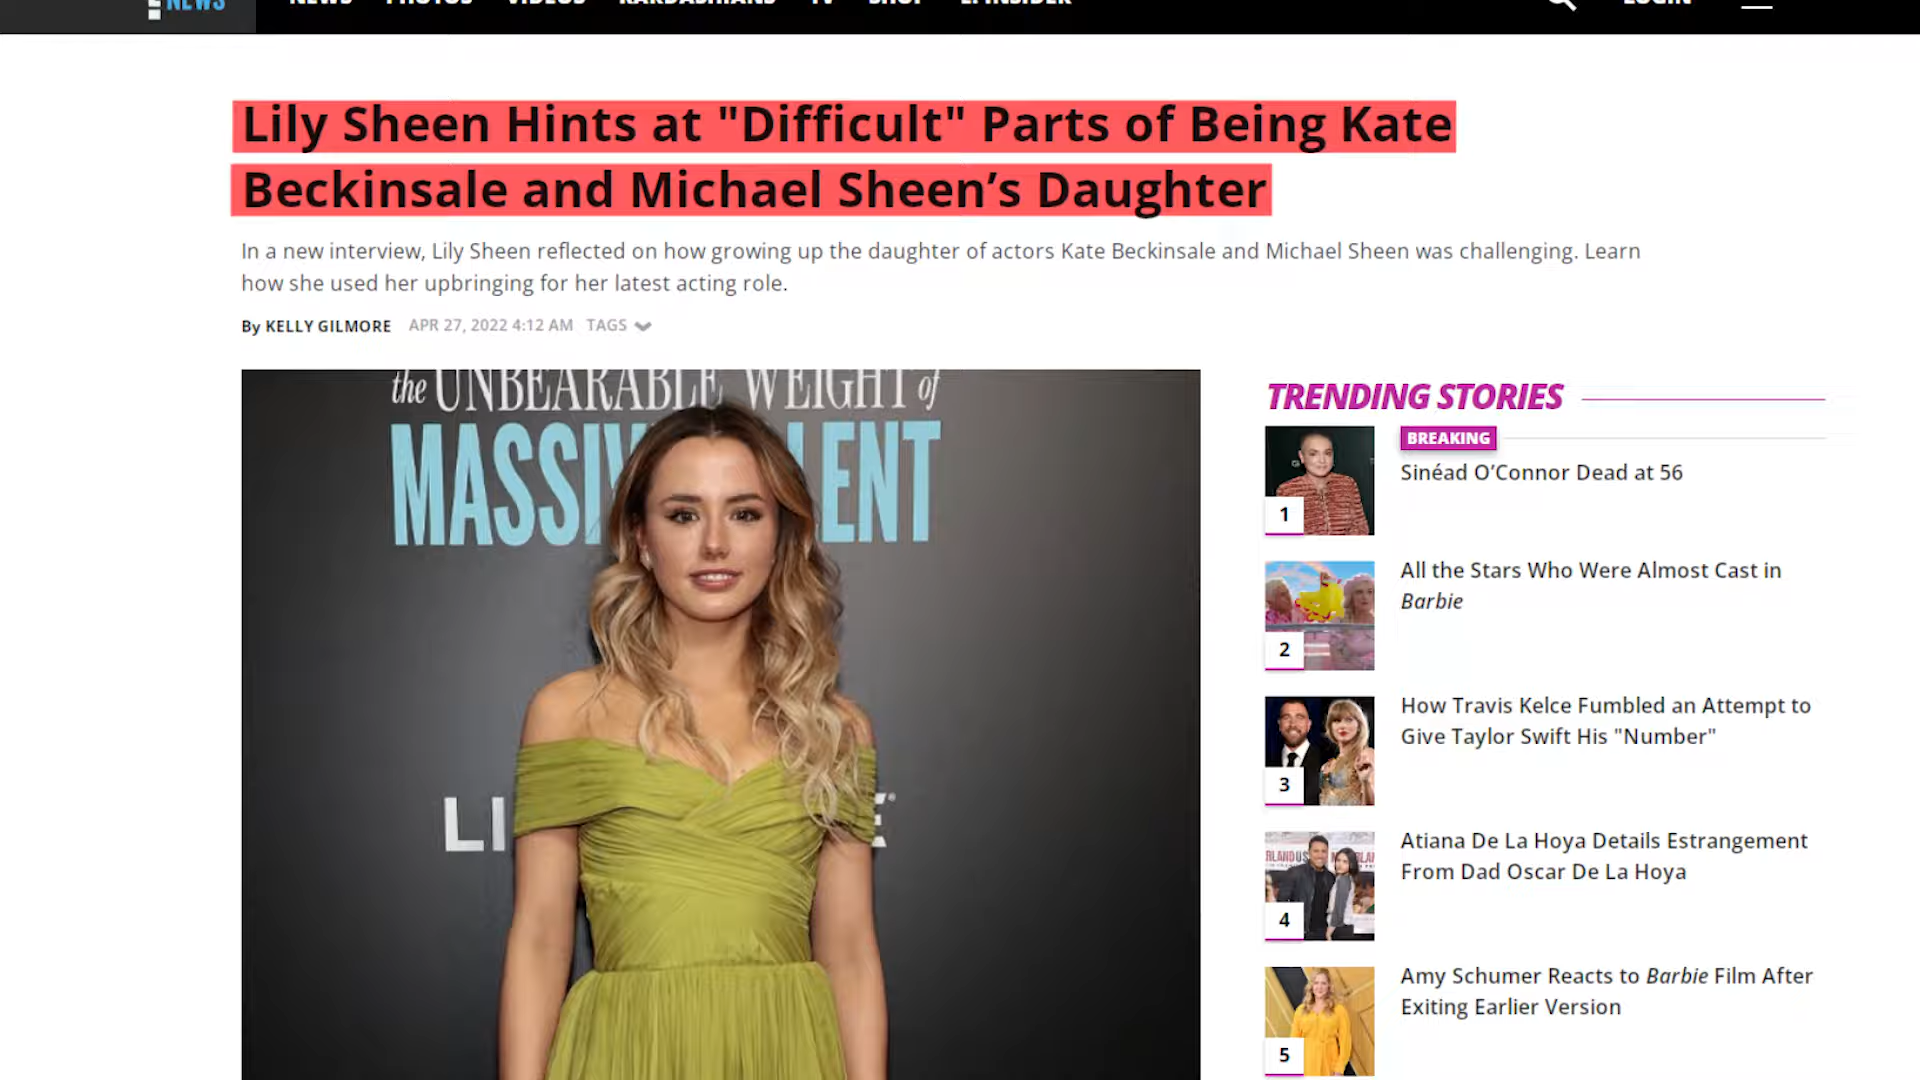 NEWS
NEWS PHOTOS VIDEOS KARDASHIANS TV SHOP E! INSIDER LOGIN
Lily Sheen Hints at "Difficult" Parts of Being Kate
Beckinsale and Michael Sheen’s Daughter
In a new interview, Lily Sheen reflected on how growing up the daughter of actors Kate Beckinsale and Michael Sheen was challenging. Learn
how she used her upbringing for her latest acting role.
By KELLY GILMORE APR 27, 2022 4:12 AM TAGS
the UNBEARABLE WEIGHT of
MASSIV LENT
LI E
TRENDING STORIES
BREAKING
Sinéad O’Connor Dead at 56
1
All the Stars Who Were Almost Cast in
Barbie
2
How Travis Kelce Fumbled an Attempt to
Give Taylor Swift His "Number"
3
Atiana De La Hoya Details Estrangement
From Dad Oscar De La Hoya
4
Amy Schumer Reacts to Barbie Film After
Exiting Earlier Version
5